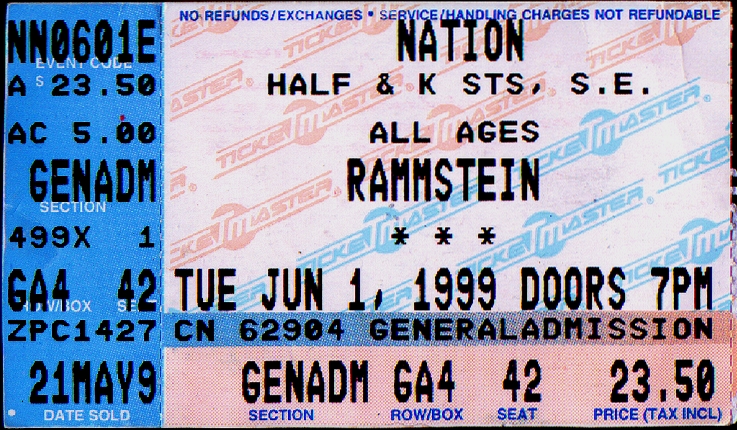 NO REFUNDS/EXCHANGES • SERVICE/HANDLING CHARGES NOT REFUNDABLE
NN0601E
EVENT CODE
NATION
$
A 23.50
HALF & K STS, S.E.
AC 5.00
ALL AGES
GENADM
SECTION
RAMMSTEIN
499X 1
* * *
GA4 42
TUE JUN 1, 1999 DOORS 7PM
ZPC1427
CN 62904 GENERALADMISSION
21MAY9
DATE SOLD
GENADM GA4 42 23.50
SECTION ROW/BOX SEAT PRICE (TAX INCL)
TICKETMASTER